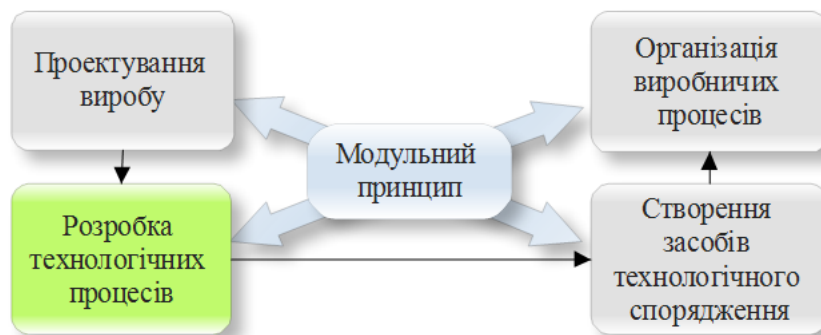 Проектування
виробу
Організація
виробничих
процесів
Модульний
принцип
Розробка
технологічних
процесів
Створення
засобів
технологічного
спорядження